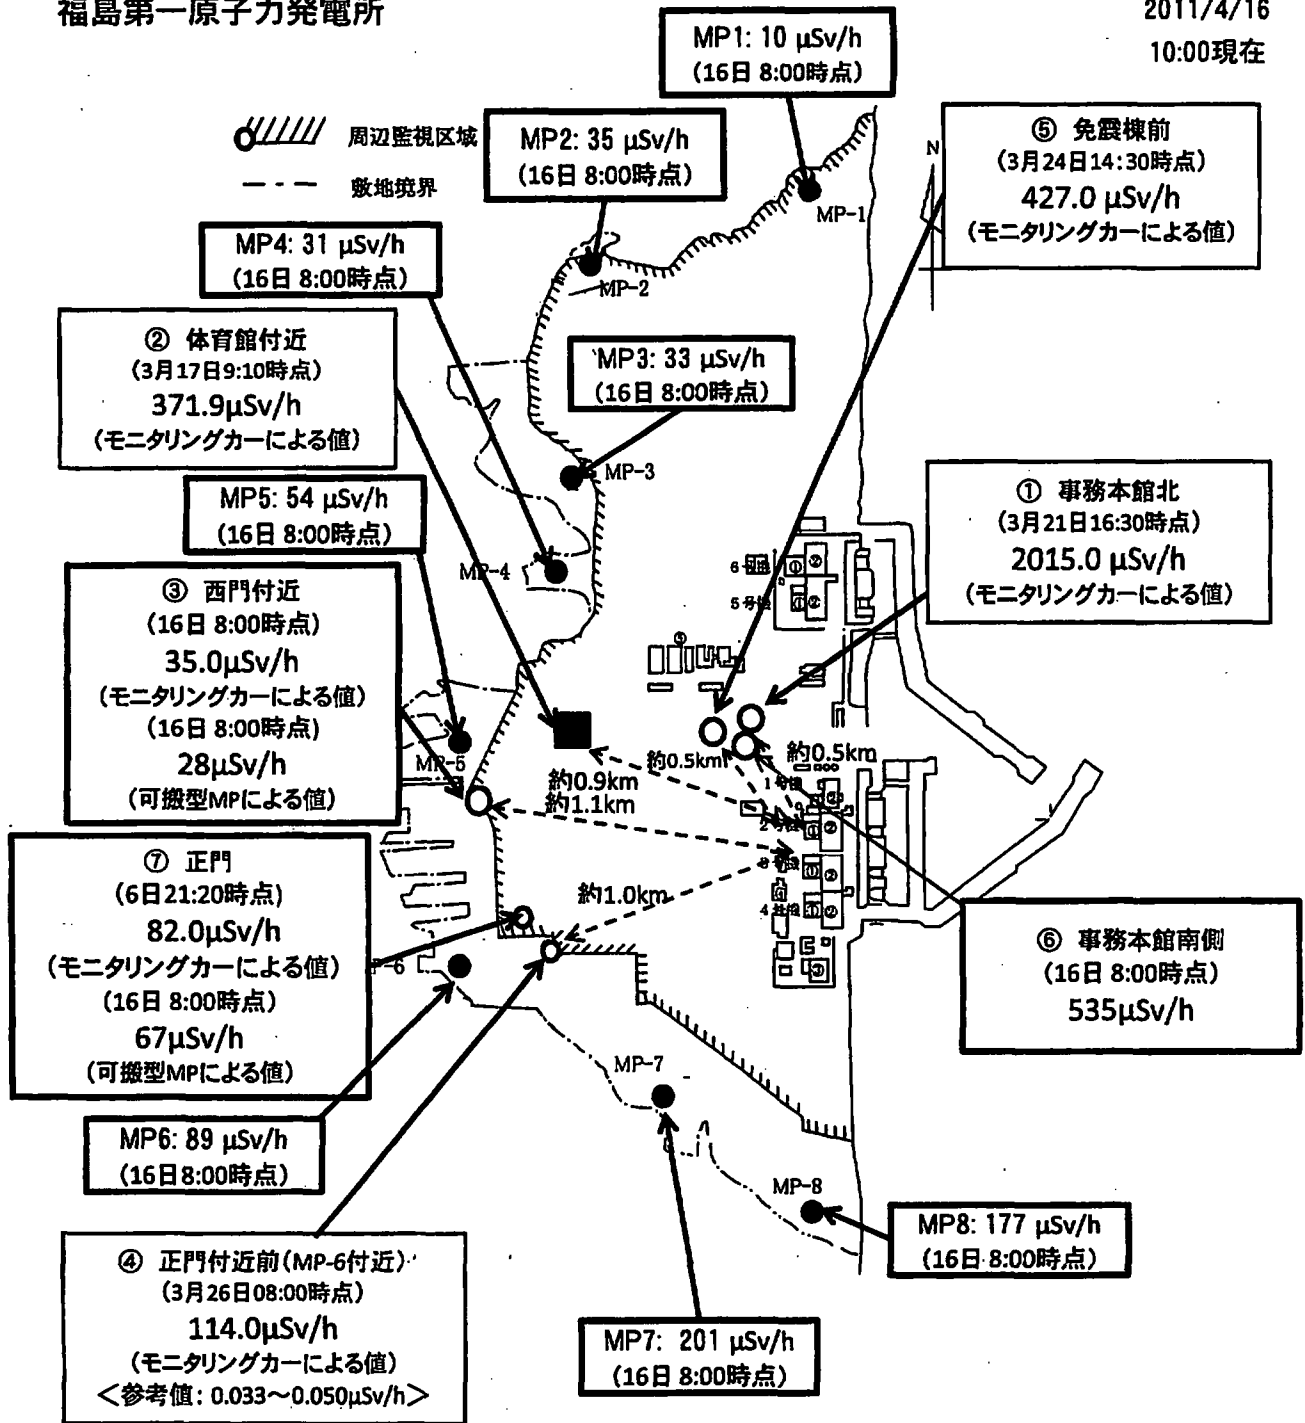 福島第一原子力発電所
2011/4/16
10:00現在
周辺監視区域
敷地境界
N
MP1: 10 μSv/h
(16日 8:00時点)
MP-1
MP2: 35 μSv/h
(16日 8:00時点)
MP-2
⑤ 免震棟前
(3月24日14:30時点)
427.0 μSv/h
(モニタリングカーによる値)
MP4: 31 μSv/h
(16日 8:00時点)
② 体育館付近
(3月17日9:10時点)
371.9μSv/h
(モニタリングカーによる値)
MP3: 33 μSv/h
(16日 8:00時点)
MP-3
MP5: 54 μSv/h
(16日 8:00時点)
MP-4
① 事務本館北
(3月21日16:30時点)
2015.0 μSv/h
(モニタリングカーによる値)
6号機
① ②
5号機
① ②
③ 西門付近
(16日 8:00時点)
35.0μSv/h
(モニタリングカーによる値)
(16日 8:00時点)
28μSv/h
(可搬型MPによる値)
MP-5
約0.5km
約0.5km
約0.9km
約1.1km
1号機
②
2号機
① ②
3号機
① ②
4号機
① ②
約1.0km
⑦ 正門
(6日21:20時点)
82.0μSv/h
(モニタリングカーによる値)
(16日 8:00時点)
67μSv/h
(可搬型MPによる値)
P-6
⑥ 事務本館南側
(16日 8:00時点)
535μSv/h
MP-7
MP6: 89 μSv/h
(16日8:00時点)
MP-8
MP8: 177 μSv/h
(16日 8:00時点)
④ 正門付近前(MP-6付近)
(3月26日08:00時点)
114.0μSv/h
(モニタリングカーによる値)
＜参考値: 0.033～0.050μSv/h＞
MP7: 201 μSv/h
(16日 8:00時点)